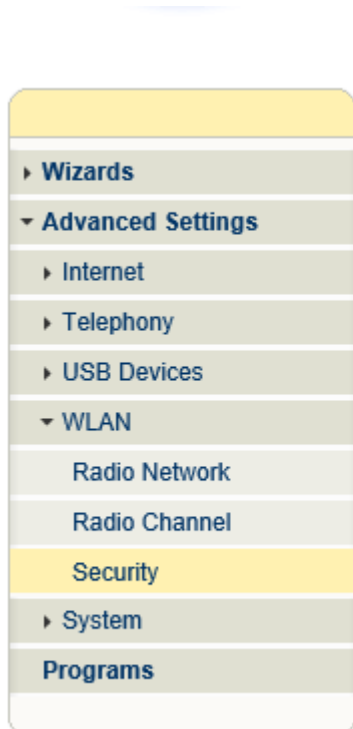 Wizards
Advanced Settings
Internet
Telephony
USB Devices
WLAN
Radio Network
Radio Channel
Security
System
Programs